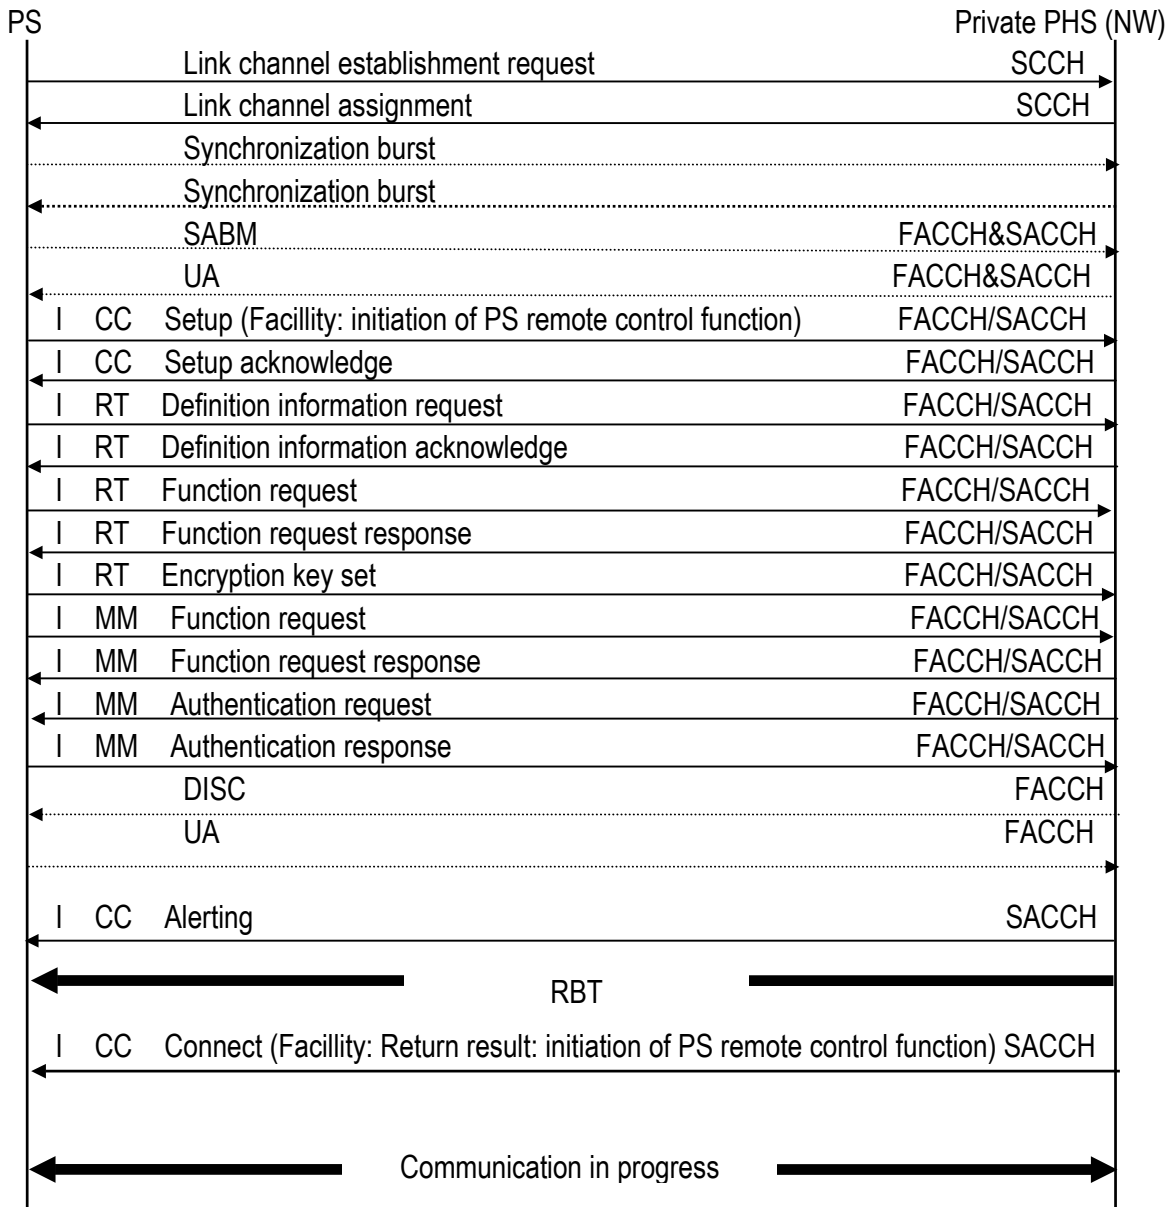 PS Private PHS (NW)
Link channel establishment request SCCH
Link channel assignment SCCH
Synchronization burst
Synchronization burst
SABM FACCH&SACCH
UA FACCH&SACCH
I CC Setup (Facillity: initiation of PS remote control function) FACCH/SACCH
I CC Setup acknowledge FACCH/SACCH
I RT Definition information request FACCH/SACCH
I RT Definition information acknowledge FACCH/SACCH
I RT Function request FACCH/SACCH
I RT Function request response FACCH/SACCH
I RT Encryption key set FACCH/SACCH
I MM Function request FACCH/SACCH
I MM Function request response FACCH/SACCH
I MM Authentication request FACCH/SACCH
I MM Authentication response FACCH/SACCH
DISC FACCH
UA FACCH
I CC Alerting SACCH
RBT
I CC Connect (Facillity: Return result: initiation of PS remote control function) SACCH
Communication in progress